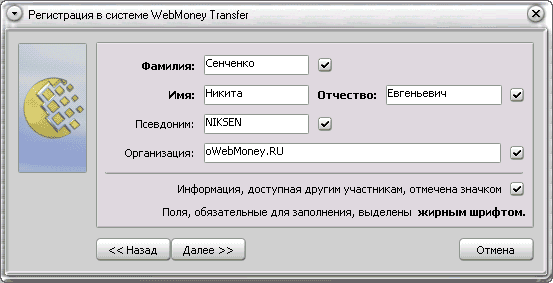 Регистрация в системе WebMoney Transfer
Фамилия: Сенченко
Имя: Никита Отчество: Евгеньевич
Псевдоним: NIKSEN
Организация: oWebMoney.RU
Информация, доступная другим участникам, отмечена значком
Поля, обязательные для заполнения, выделены жирным шрифтом.
<< Назад Далее >> Отмена